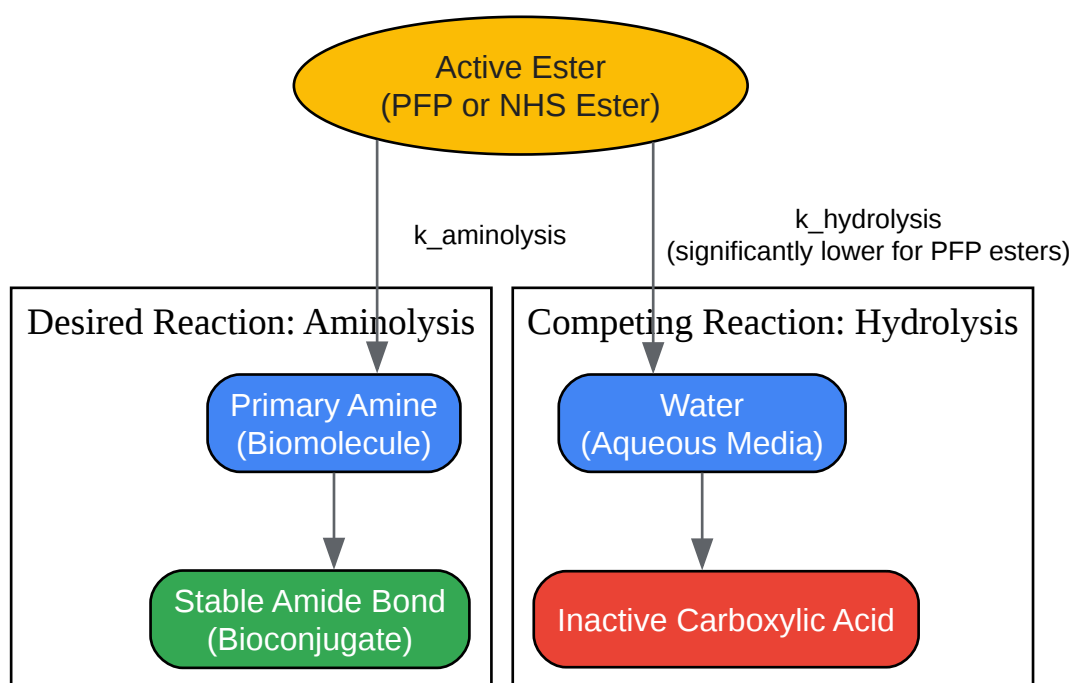 Active Ester
(PFP or NHS Ester)
k_aminolysis
k_hydrolysis
(significantly lower for PFP esters)
Desired Reaction: Aminolysis
Primary Amine
(Biomolecule)
Stable Amide Bond
(Bioconjugate)
Competing Reaction: Hydrolysis
Water
(Aqueous Media)
Inactive Carboxylic Acid